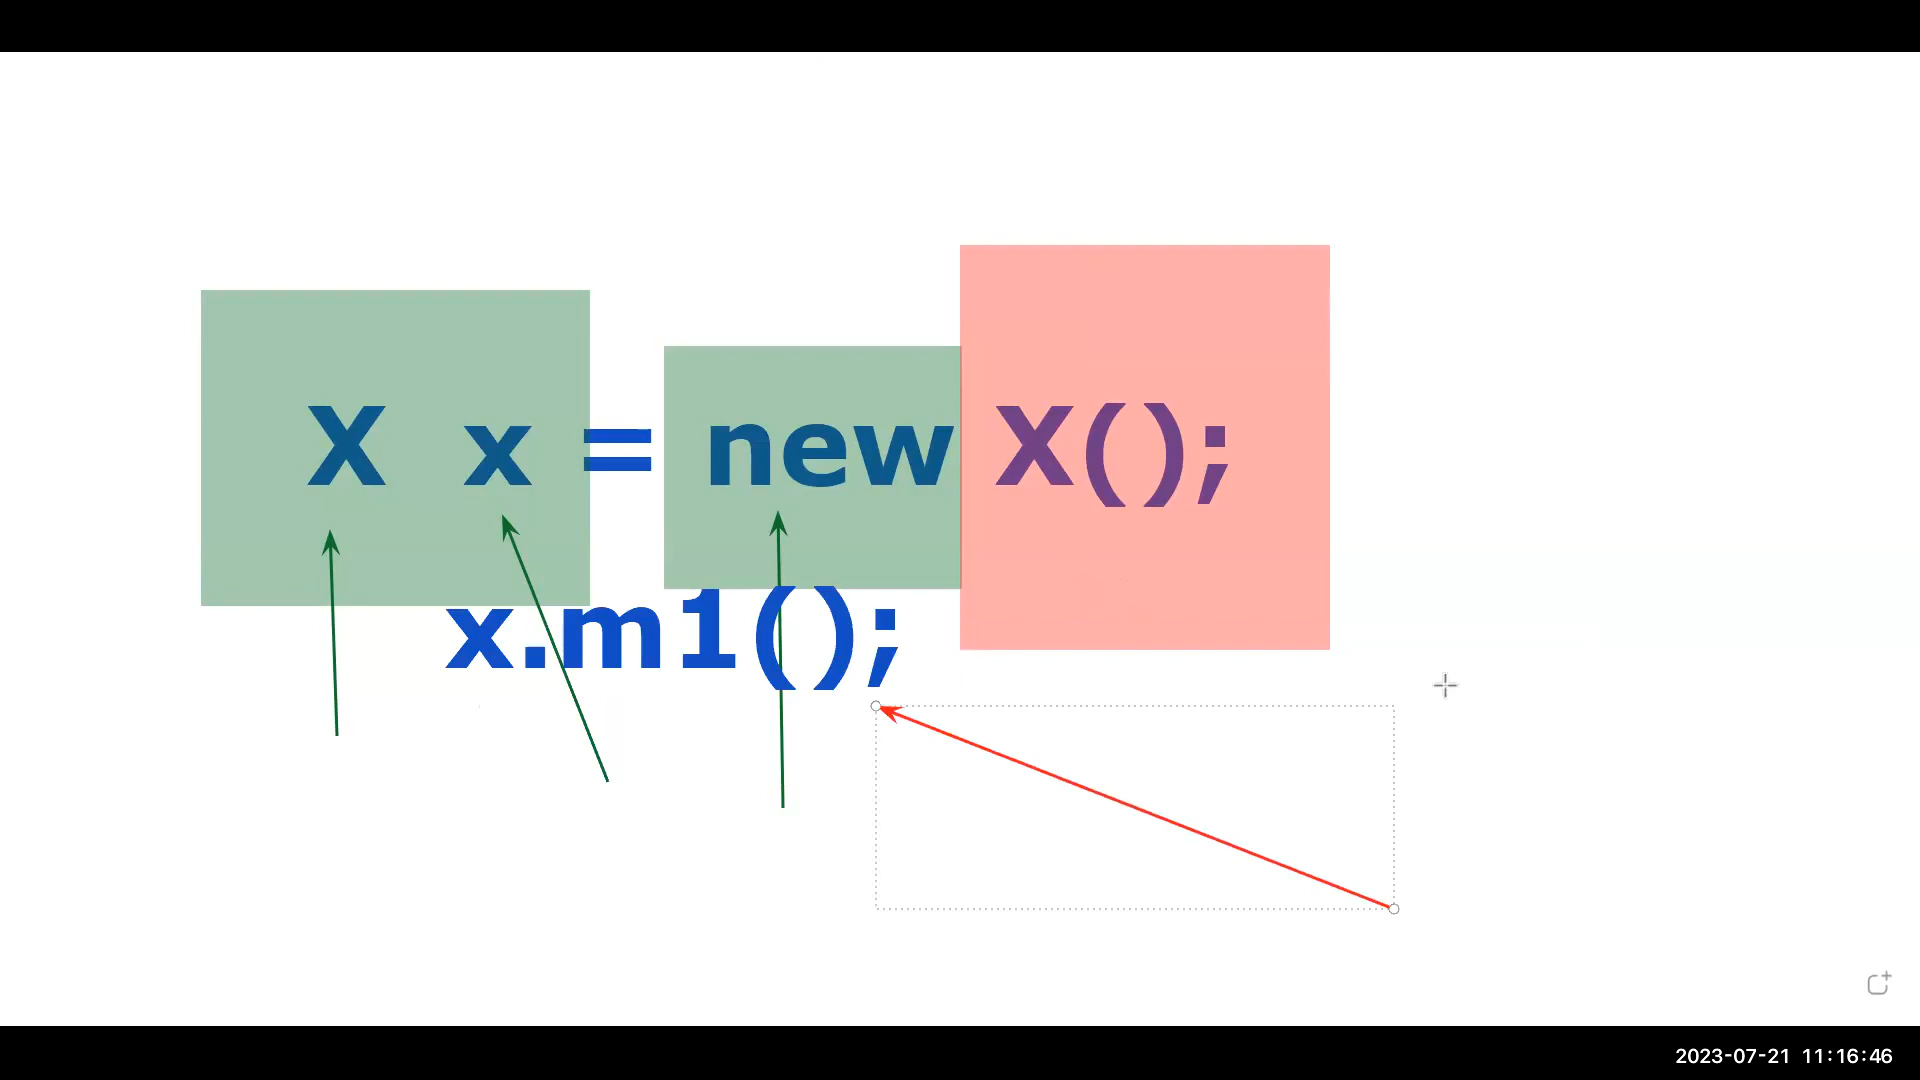 X x = new X();
x.m1();
2023-07-21 11:16:46